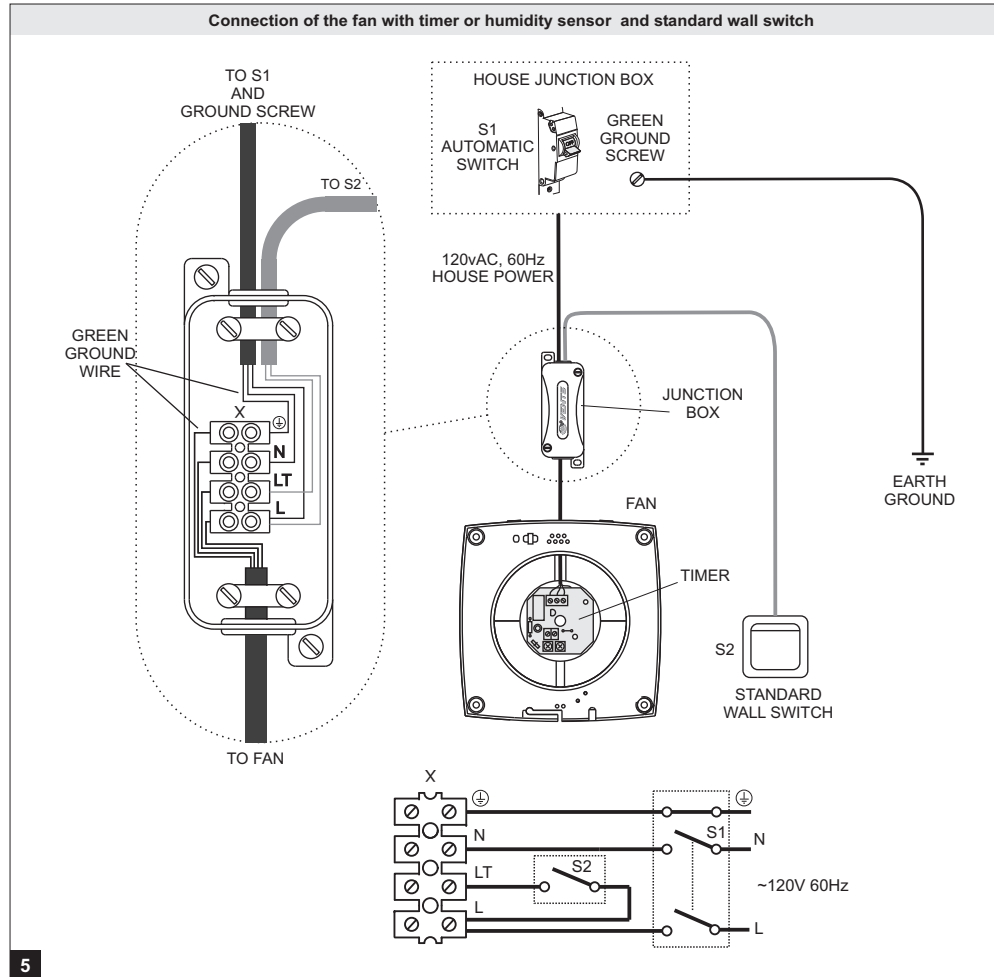 Connection of the fan with timer or humidity sensor and standard wall switch
TO S1
AND
GROUND SCREW
TO S2
GREEN
GROUND
WIRE
X
N
LT
L
TO FAN
HOUSE JUNCTION BOX
S1
AUTOMATIC
SWITCH
OFF
GREEN
GROUND
SCREW
120vAC, 60Hz
HOUSE POWER
VENTS
JUNCTION
BOX
EARTH
GROUND
FAN
TIMER
S2
STANDARD
WALL SWITCH
X
N
S1
N
LT
S2
~120V 60Hz
L
L
5